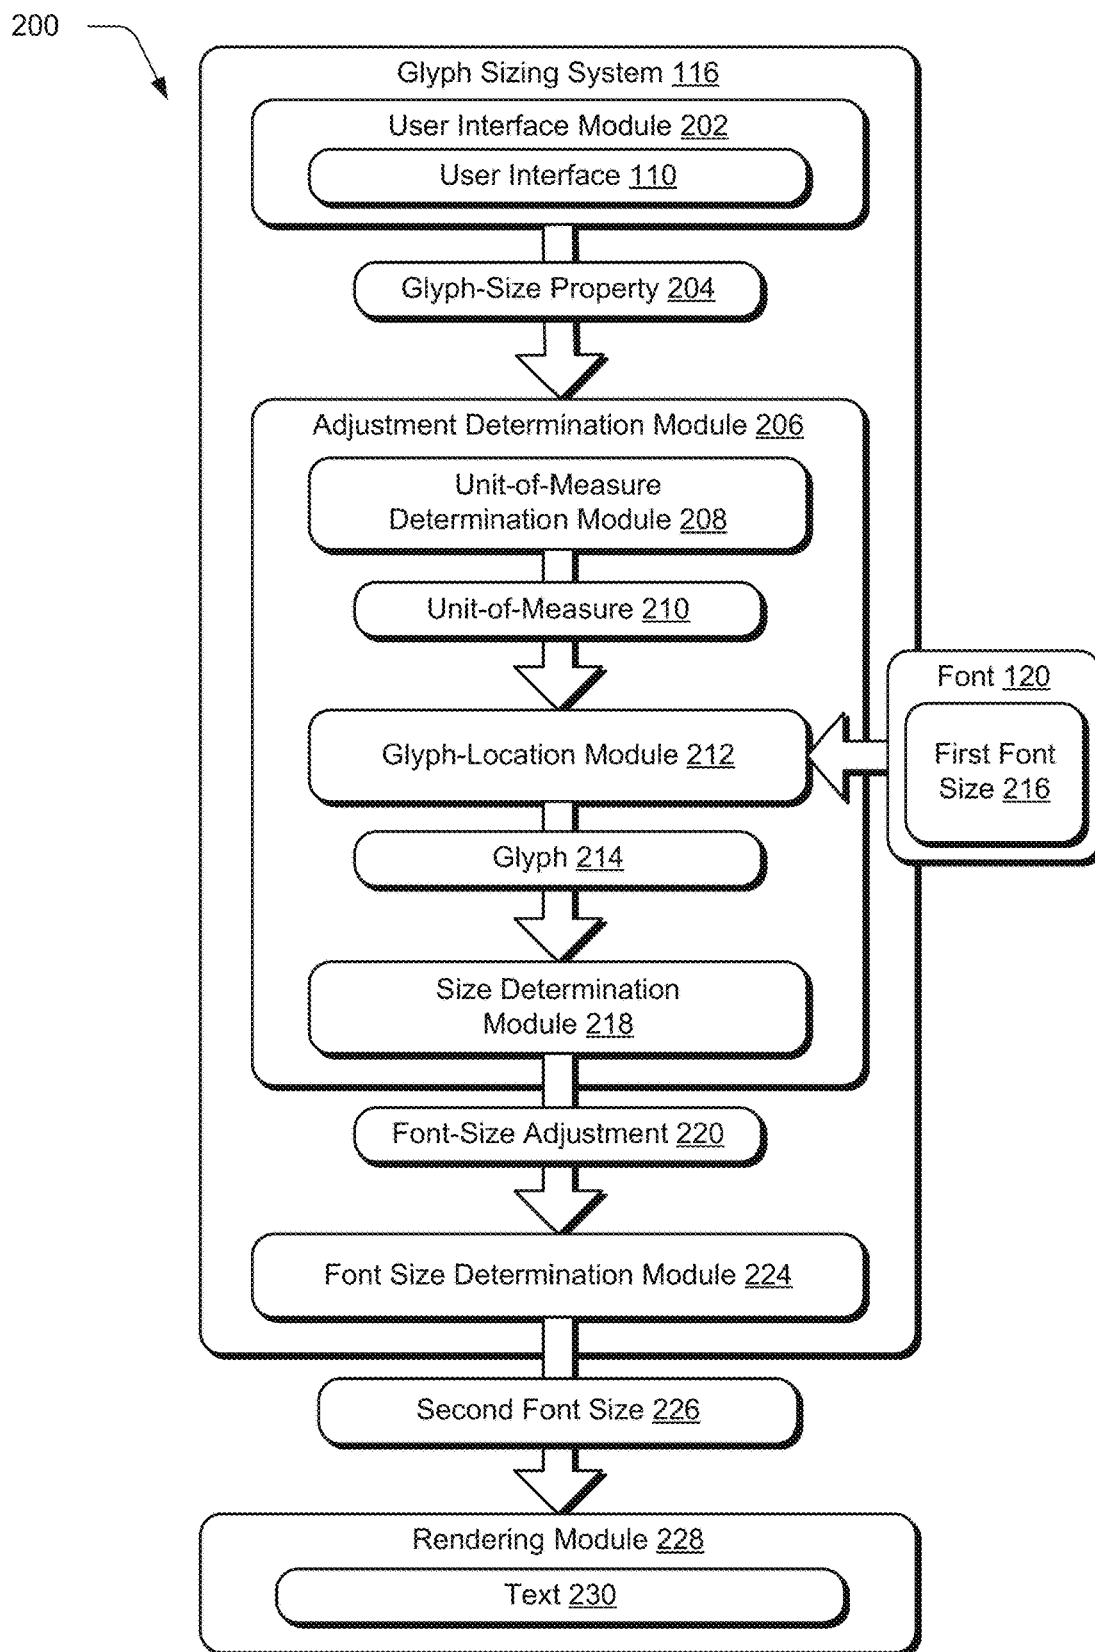 200
Glyph Sizing System 116
User Interface Module 202
User Interface 110
Glyph-Size Property 204
Adjustment Determination Module 206
Unit-of-Measure
Determination Module 208
Unit-of-Measure 210
Font 120
Glyph-Location Module 212
First Font
Size 216
Glyph 214
Size Determination
Module 218
Font-Size Adjustment 220
Font Size Determination Module 224
Second Font Size 226
Rendering Module 228
Text 230